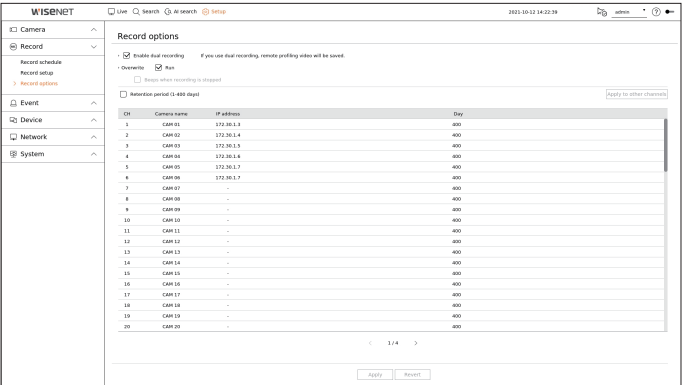 WISENET
Live Search AI search Setup 2021-10-12 14:22:39 admin
Camera
Record
Record schedule
Record setup
Record options
Event
Device
Network
System
Record options
Enable dual recording If you use dual recording, remote profiling video will be saved.
Overwrite Run
Beeps when recording is stopped
Retention period (1-400 days) Apply to other channels
CH Camera name IP address Day
1 CAM 01 172.30.1.3 400
2 CAM 02 172.30.1.4 400
3 CAM 03 172.30.1.5 400
4 CAM 04 172.30.1.6 400
5 CAM 05 172.30.1.7 400
6 CAM 06 172.30.1.7 400
7 CAM 07 - 400
8 CAM 08 - 400
9 CAM 09 - 400
10 CAM 10 - 400
11 CAM 11 - 400
12 CAM 12 - 400
13 CAM 13 - 400
14 CAM 14 - 400
15 CAM 15 - 400
16 CAM 16 - 400
17 CAM 17 - 400
18 CAM 18 - 400
19 CAM 19 - 400
20 CAM 20 - 400
< 1/4 >
Apply Revert